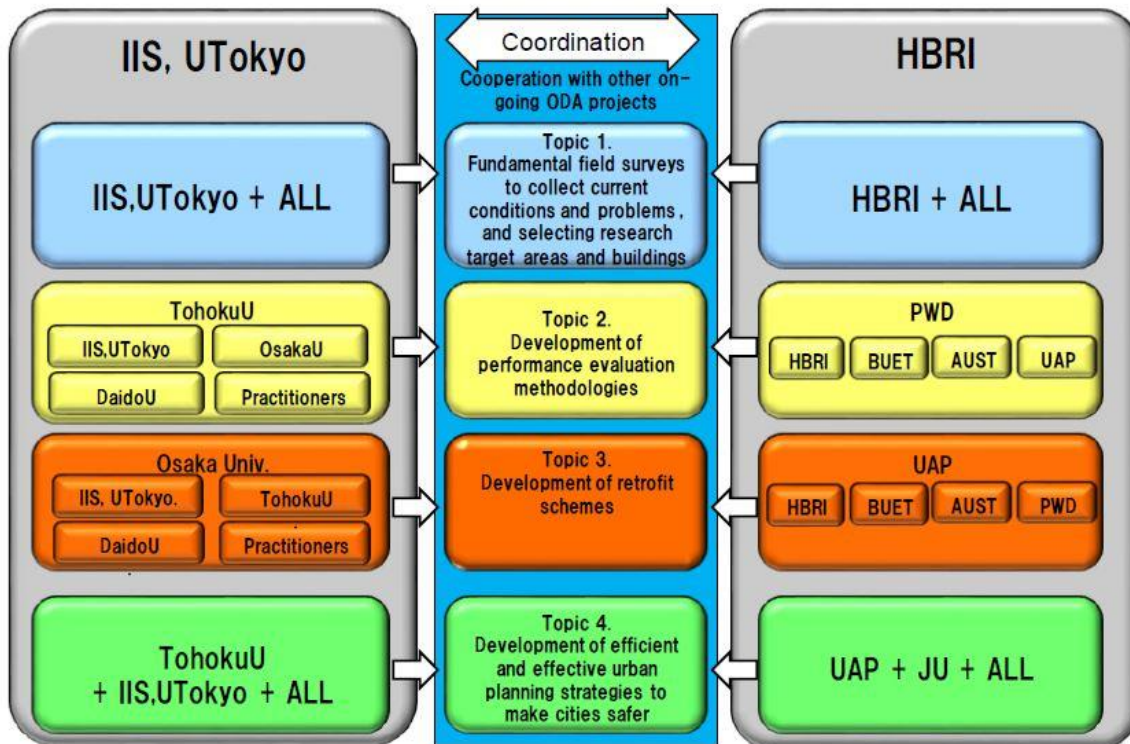 IIS, UTokyo
IIS,UTokyo + ALL
TohokuU
IIS,UTokyo
OsakaU
DaidoU
Practitioners
Osaka Univ.
IIS, UTokyo.
TohokuU
DaidoU
Practitioners
TohokuU
+ IIS,UTokyo + ALL
Coordination
Cooperation with other on-
going ODA projects
Topic 1.
Fundamental field surveys
to collect current
conditions and problems,
and selecting research
target areas and buildings
Topic 2.
Development of
performance evaluation
methodologies
Topic 3.
Development of retrofit
schemes
Topic 4.
Development of efficient
and effective urban
planning strategies to
make cities safer
HBRI
HBRI + ALL
PWD
HBRI
BUET
AUST
UAP
UAP
HBRI
BUET
AUST
PWD
UAP + JU + ALL